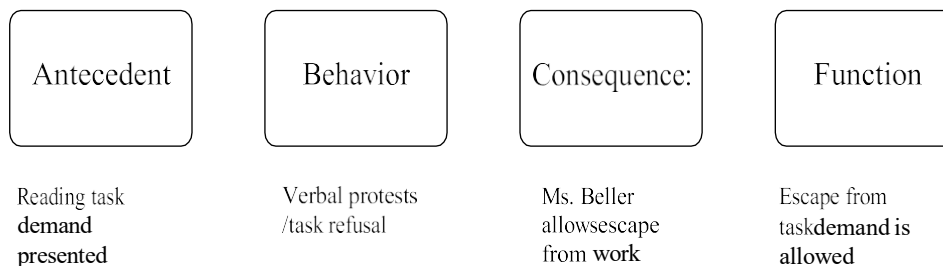 Antecedent
Behavior
Consequence:
Function
Reading task
demand
presented
Verbal protests
/task refusal
Ms. Beller
allowsescape
from work
Escape from
taskdemand is
allowed